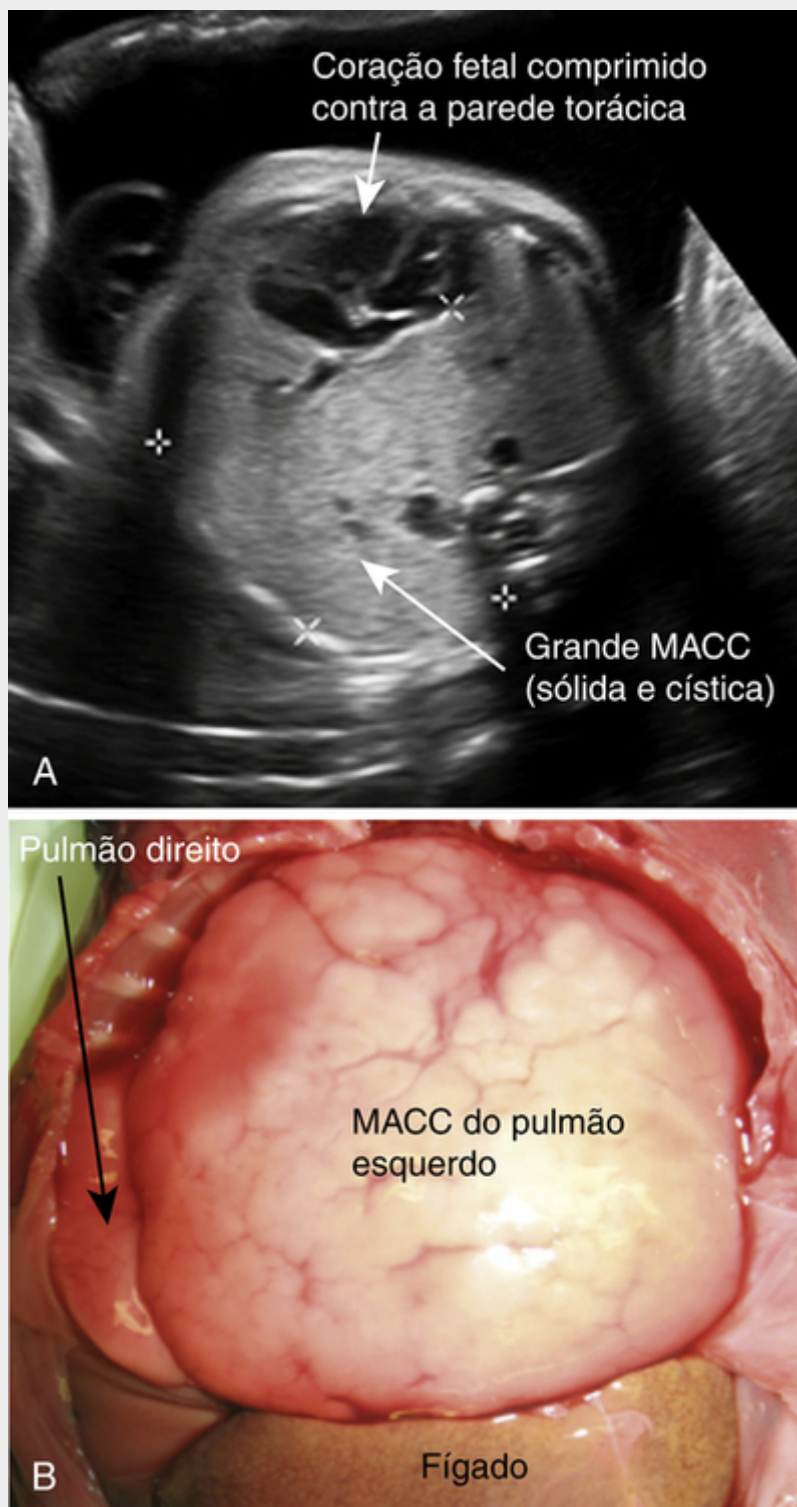 Coração fetal comprimido
contra a parede torácica
Grande MACC
(sólida e cística)
A
Pulmão direito
MACC do pulmão
esquerdo
Fígado
B